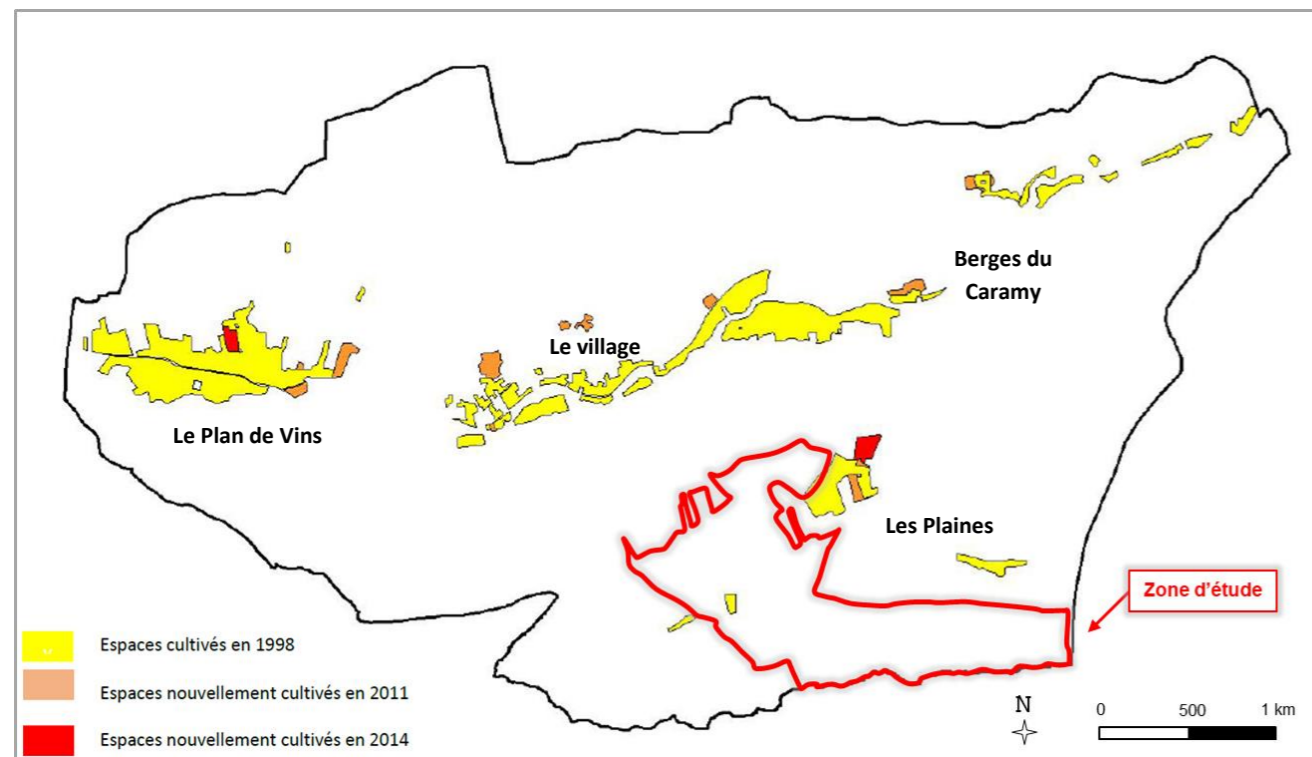 Berges du
Caramy
Le village
Le Plan de Vins
Les Plaines
Zone d'étude
Espaces cultivés en 1998
Espaces nouvellement cultivés en 2011
Espaces nouvellement cultivés en 2014
N
0 500 1 km